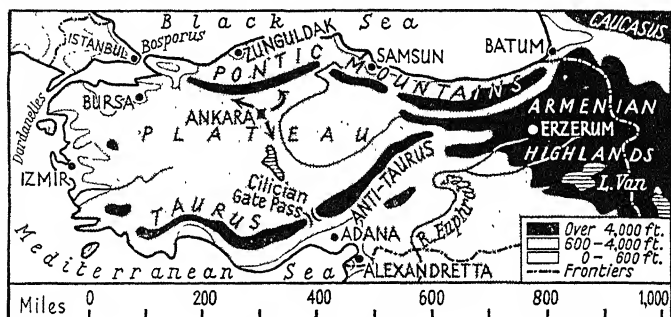 Black Sea
CAUCASUS
ISTANBUL
Bosporus
ZUNGULDAK
SAMSUN
BATUM
PONTIC MOUNTAINS
Dardanelles
BURSA
ANKARA
ARMENIAN
HIGHLANDS
PLATEAU
ERZERUM
IZMIR
Cilician
Gate Pass
ANTI-TAURUS
L. Van
TAURUS
R. Euphra
ADANA
Mediterranean Sea
ALEXANDRETTA
Over 4,000 ft.
600-4,000 ft.
0-600 ft.
Frontiers
Miles 0 200 400 600 800 1,000